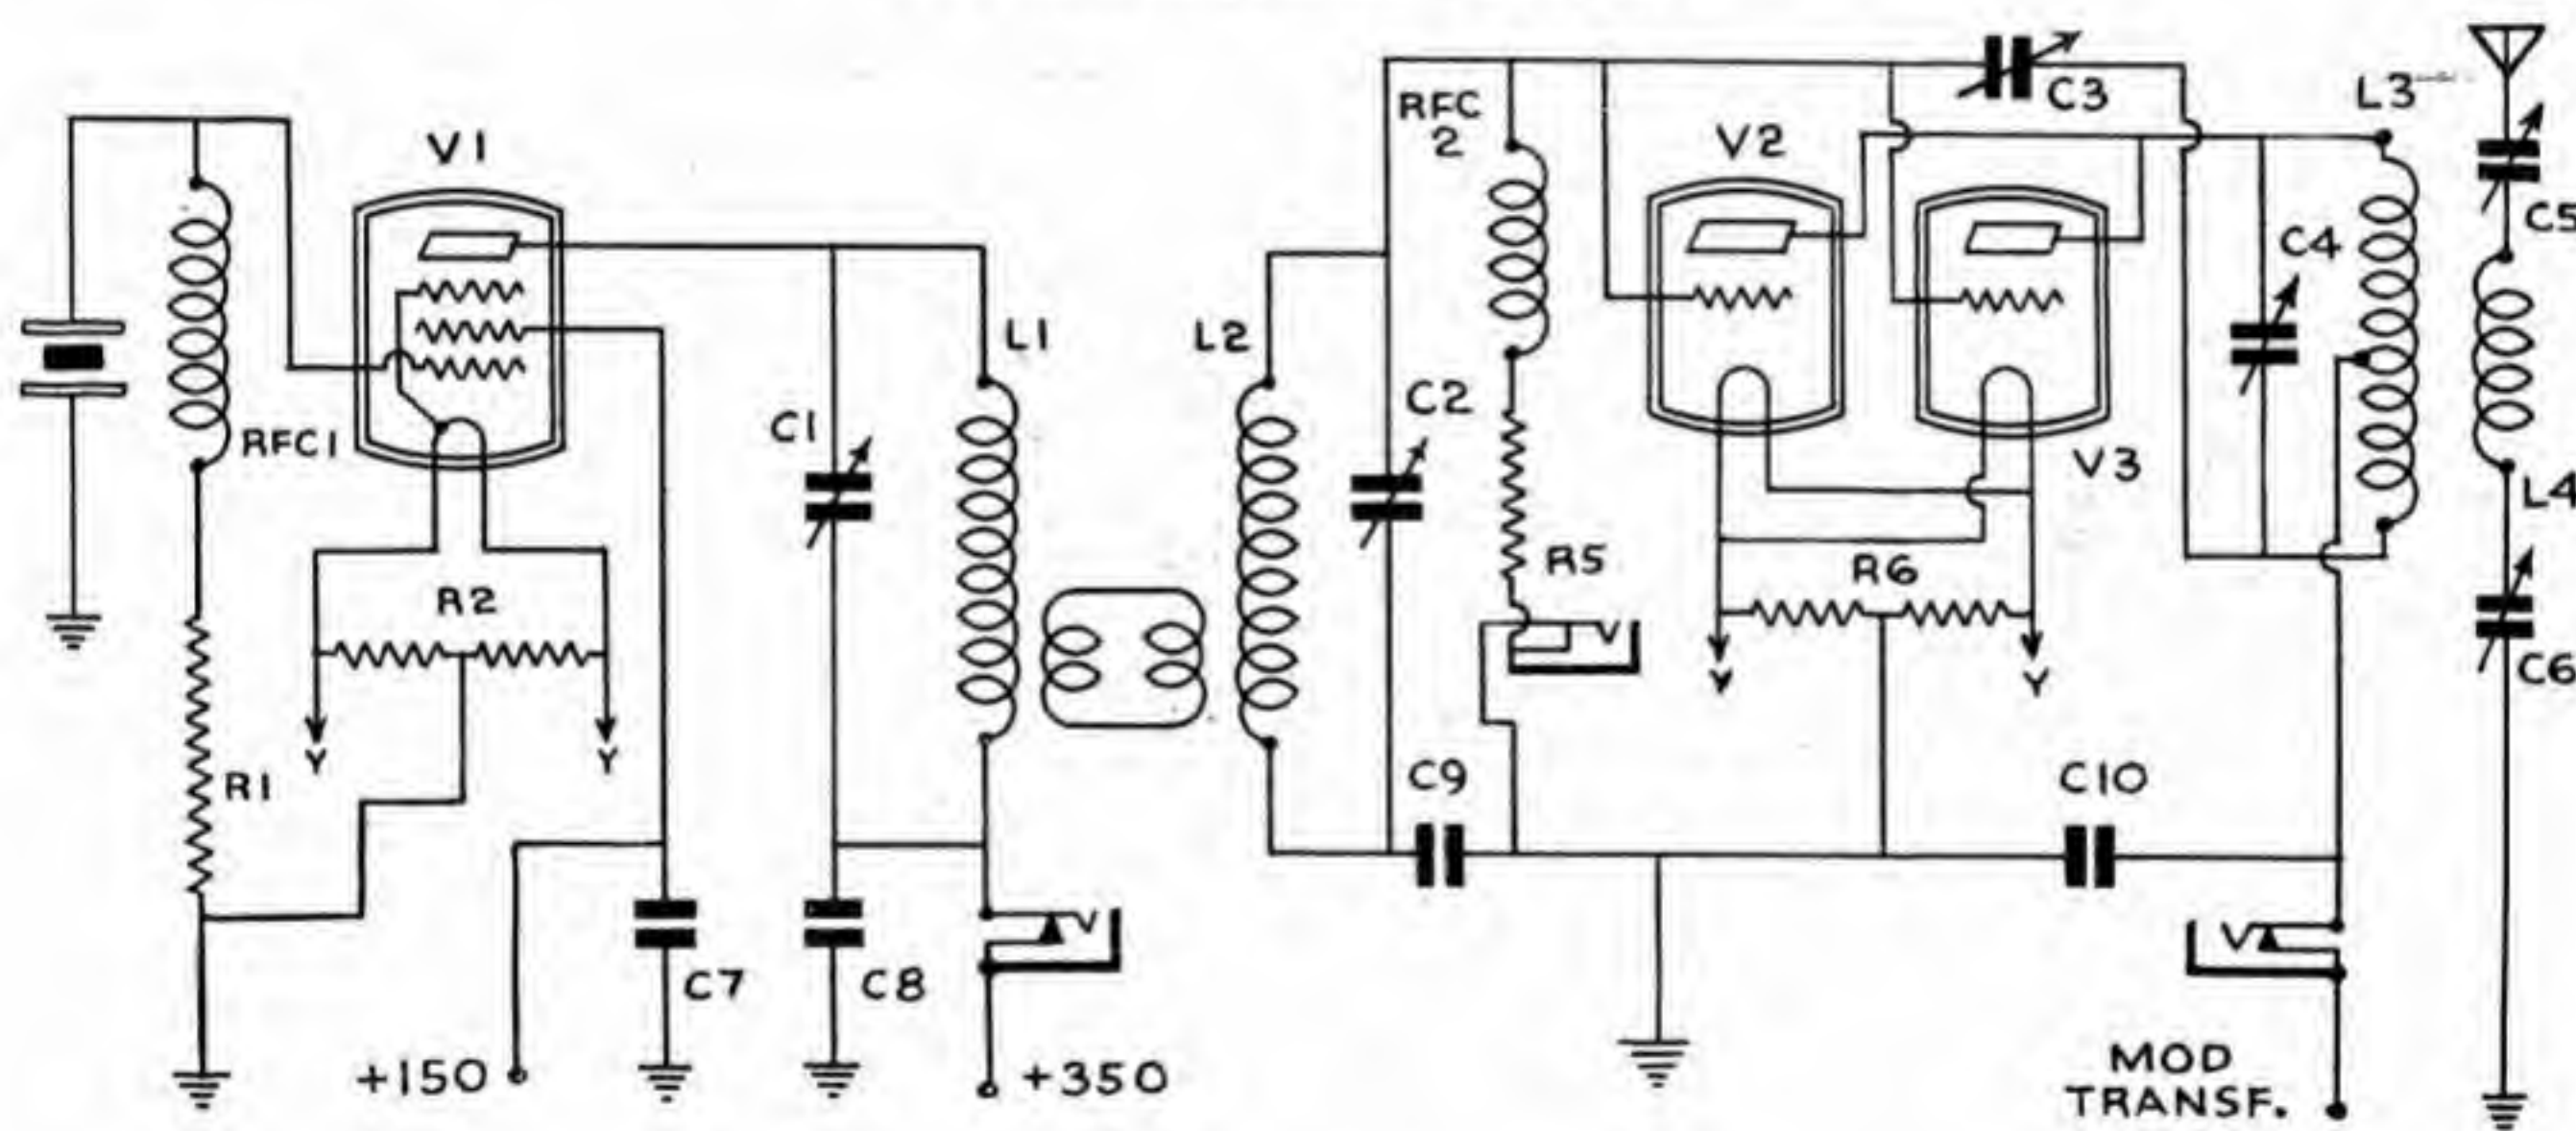 V1
RFC1
R1
R2
Y
Y
+150
C7
C1
C8
L1
+350
L2
RFC
2
C2
R5
C9
V2
V3
R6
Y
Y
C3
C10
C4
L3
MOD
TRANSF.
C5
L4
C6